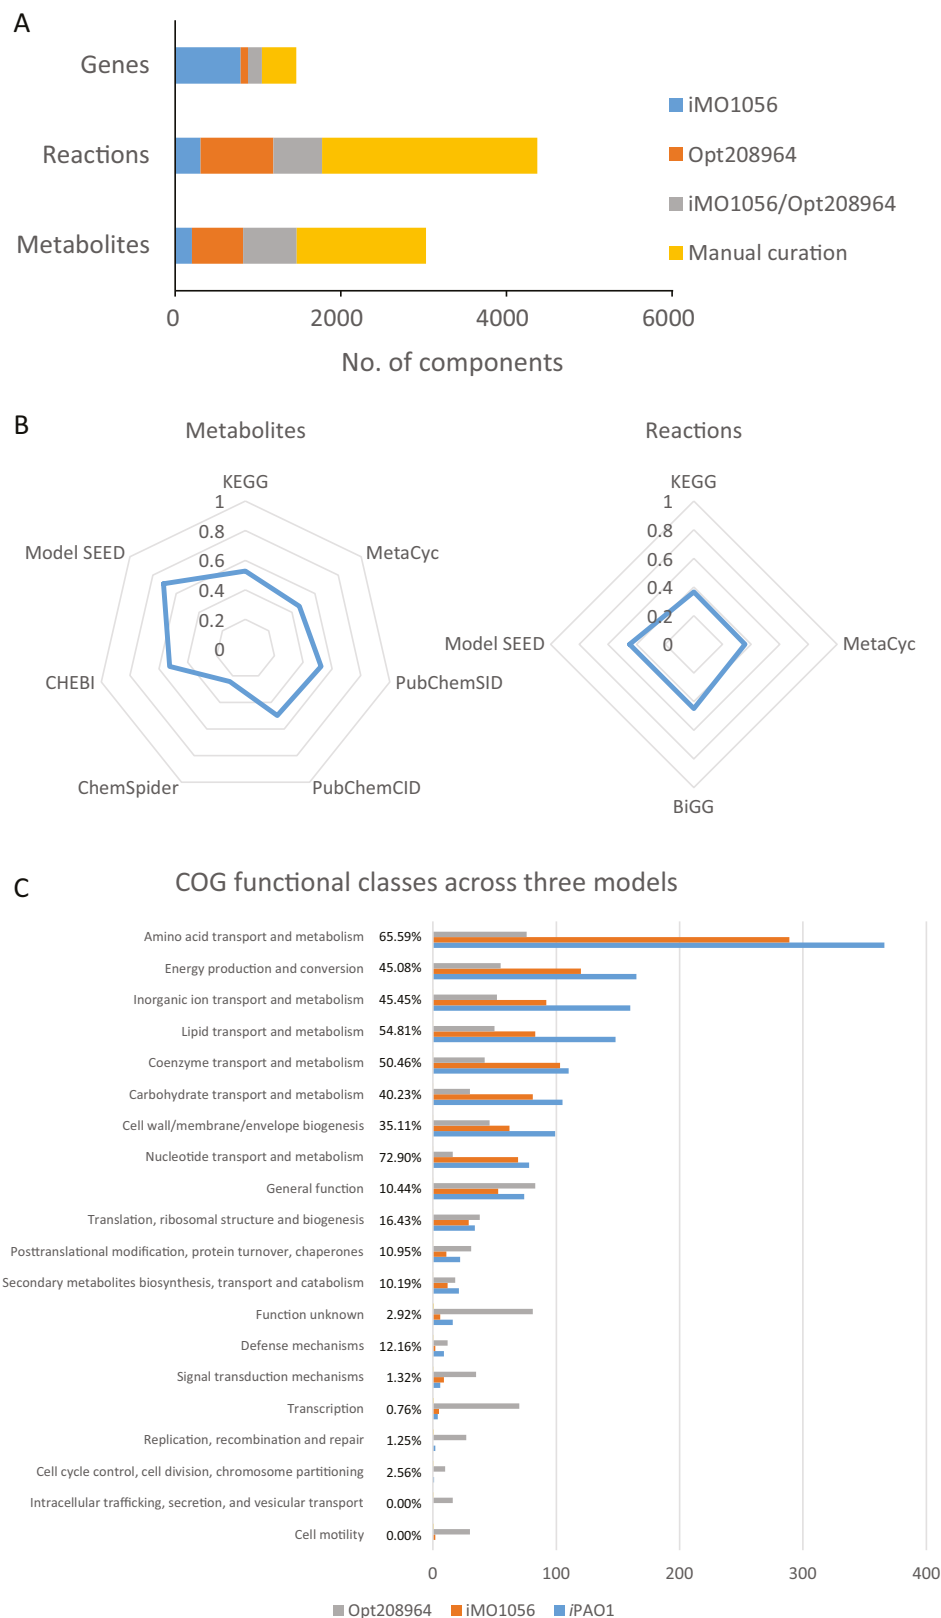 A
Genes
Reactions
Metabolites
iMO1056
Opt208964
iMO1056/Opt208964
Manual curation
0 2000 4000 6000
No. of components
B
Metabolites
KEGG
MetaCyc
PubChemSID
PubChemCID
ChemSpider
CHEBI
Model SEED
1
0.8
0.6
0.4
0.2
0
Reactions
KEGG
MetaCyc
BiGG
Model SEED
1
0.8
0.6
0.4
0.2
0
C
COG functional classes across three models
Amino acid transport and metabolism 65.59%
Energy production and conversion 45.08%
Inorganic ion transport and metabolism 45.45%
Lipid transport and metabolism 54.81%
Coenzyme transport and metabolism 50.46%
Carbohydrate transport and metabolism 40.23%
Cell wall/membrane/envelope biogenesis 35.11%
Nucleotide transport and metabolism 72.90%
General function 10.44%
Translation, ribosomal structure and biogenesis 16.43%
Posttranslational modification, protein turnover, chaperones 10.95%
Secondary metabolites biosynthesis, transport and catabolism 10.19%
Function unknown 2.92%
Defense mechanisms 12.16%
Signal transduction mechanisms 1.32%
Transcription 0.76%
Replication, recombination and repair 1.25%
Cell cycle control, cell division, chromosome partitioning 2.56%
Intracellular trafficking, secretion, and vesicular transport 0.00%
Cell motility 0.00%
0 100 200 300 400
Opt208964 iMO1056 iPAO1